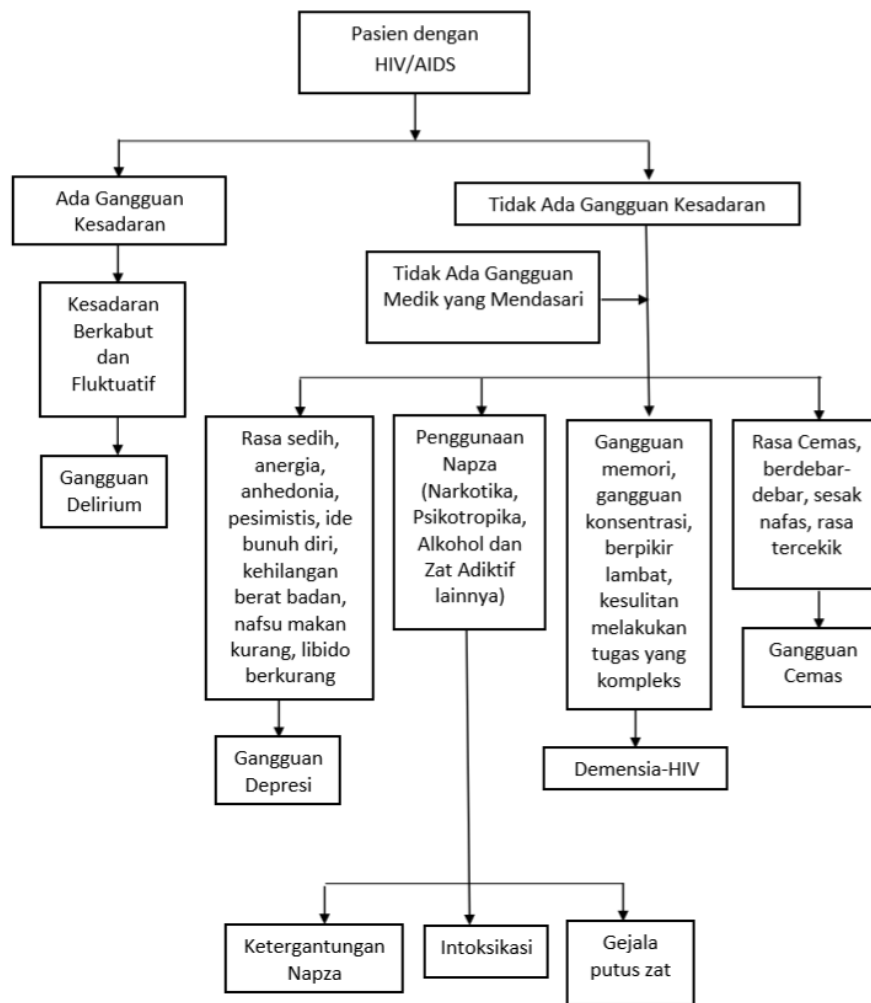 Pasien dengan
HIV/AIDS
Ada Gangguan
Kesadaran
Tidak Ada Gangguan Kesadaran
Tidak Ada Gangguan
Medik yang Mendasari
Kesadaran
Berkabut
dan
Fluktuatif
Gangguan
Delirium
Rasa sedih,
anergia,
anhedonia,
pesimistis, ide
bunuh diri,
kehilangan
berat badan,
nafsu makan
kurang, libido
berkurang
Penggunaan
Napza
(Narkotika,
Psikotropika,
Alkohol dan
Zat Adiktif
lainnya)
Gangguan
memori,
gangguan
konsentrasi,
berpikir
lambat,
kesulitan
melakukan
tugas yang
kompleks
Rasa Cemas,
berdebar-
debar, sesak
nafas, rasa
tercekik
Gangguan
Cemas
Gangguan
Depresi
Demensia-HIV
Ketergantungan
Napza
Intoksikasi
Gejala
putus zat